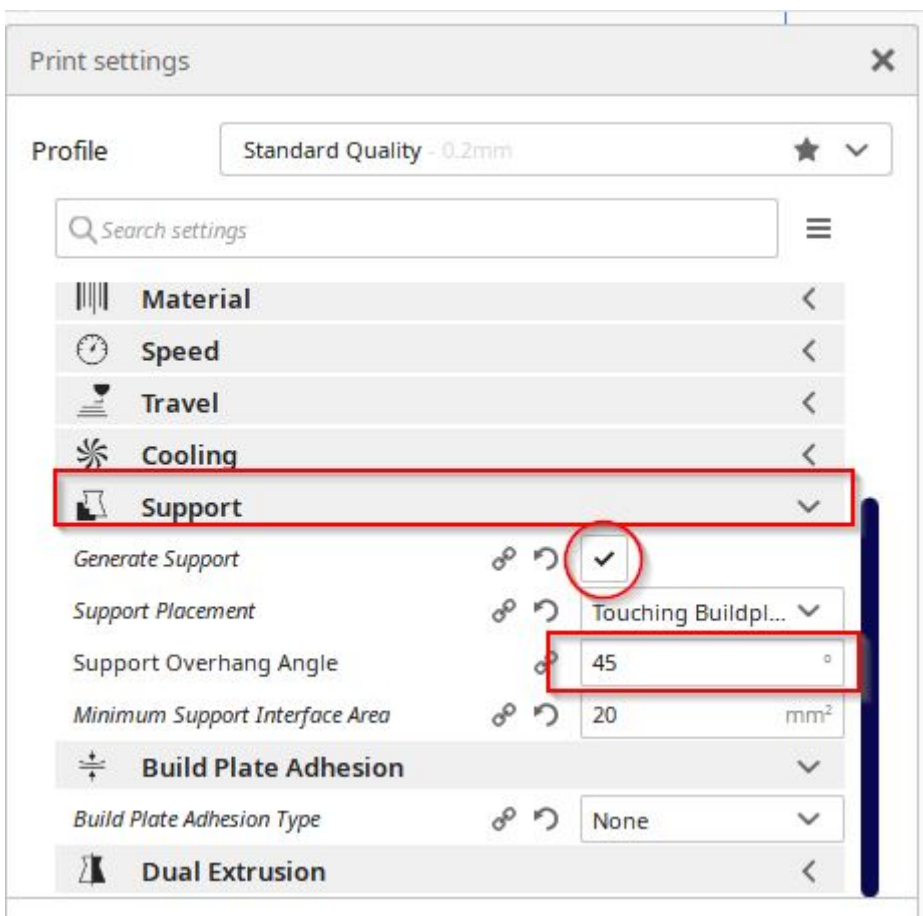 Print settings
Profile
Standard Quality - 0.2mm
Search settings
Material
Speed
Travel
Cooling
Support
Generate Support
Support Placement Touching Buildpl...
Support Overhang Angle 45 °
Minimum Support Interface Area 20 mm²
Build Plate Adhesion
Build Plate Adhesion Type None
Dual Extrusion